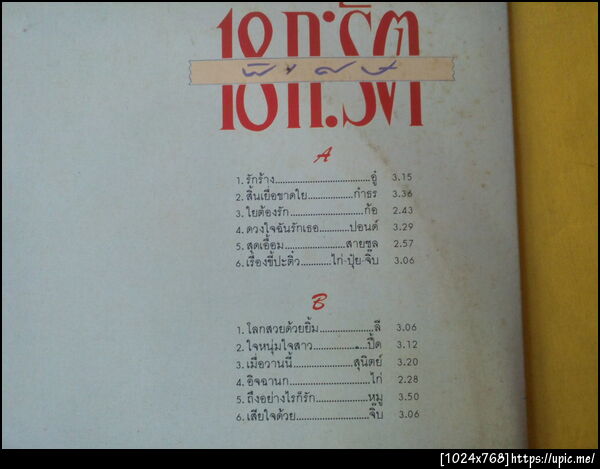 18 ก.รัต
พิเศษ
18 ก.รัต
A
1. รักร้าง..............................อู๋ 3.15
2. สิ้นเยื่อขาดใย.................กำธร 3.36
3. ใยต้องรัก.........................ก้อ 2.43
4. ดวงใจฉันรักเธอ...........ปอนด์ 3.29
5. สุดเอื้อม......................สายชล 2.57
6. เรื่องขี้ปะติ๋ว............ไก่-ปุ้ย-จิ๊บ 3.06
B
1. โลกสวยด้วยยิ้ม....................ลี 3.06
2. ใจหนุ่มใจสาว...................ปื๊ด 3.12
3. เมื่อวานนี้......................สุนิตย์ 3.20
4. อิจฉานก............................ไก่ 2.28
5. ถึงอย่างไรก็รัก..................หมู 3.50
6. เสียใจด้วย.........................จิ๊บ 3.06
[1024x768]https://upic.me/